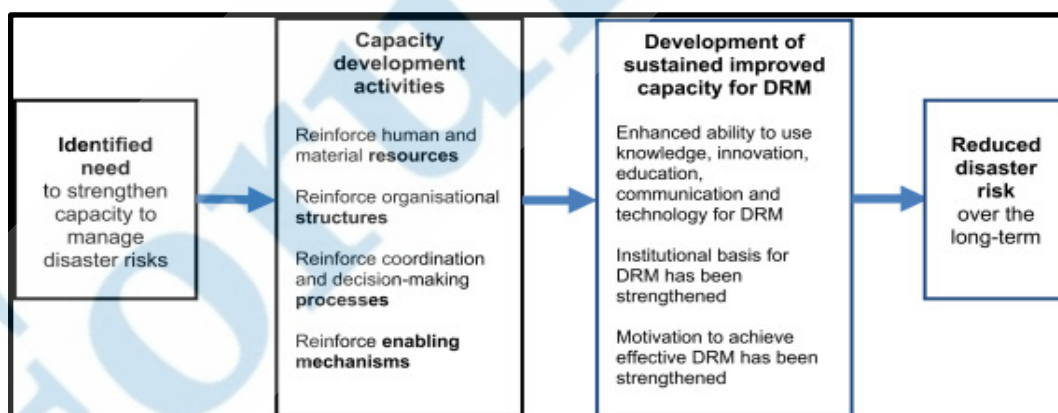 Identified
need
to strengthen
capacity to
manage
disaster risks
Capacity
development
activities
Reinforce human and
material resources
Reinforce organisational
structures
Reinforce coordination
and decision-making
processes
Reinforce enabling
mechanisms
Development of
sustained improved
capacity for DRM
Enhanced ability to use
knowledge, innovation,
education,
communication and
technology for DRM
Institutional basis for
DRM has been
strengthened
Motivation to achieve
effective DRM has been
strengthened
Reduced
disaster
risk
over the
long-term